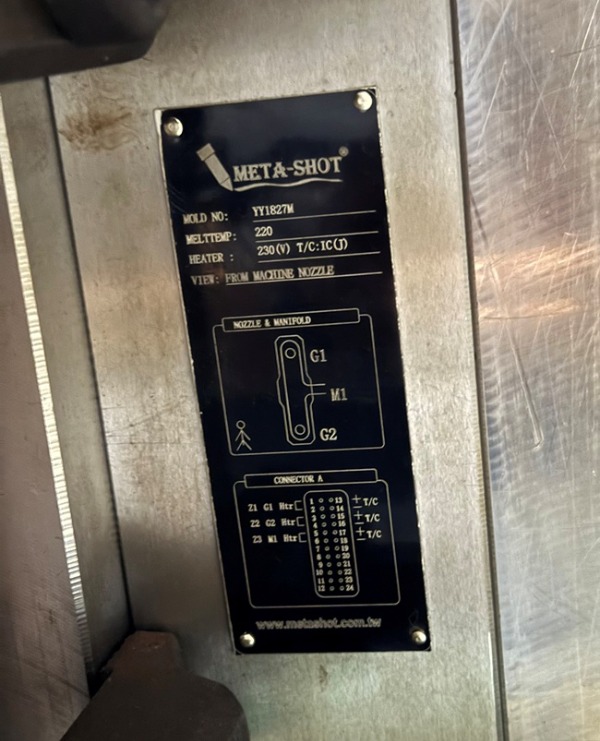 META-SHOT®
MOLD NO: YY1827M
MELTTEMP: 220
HEATER : 230(V) T/C:IC(J)
VIEW: FROM MACHINE NOZZLE
NOZZLE & MANIFOLD
G1
M1
G2
CONNECTOR A
Z1 G1 Htr 1 13 + T/C
2 14 -
Z2 G2 Htr 3 15 + T/C
4 16 -
Z3 M1 Htr 5 17 + T/C
6 18 -
7 19
8 20
9 21
10 22
11 23
12 24
www.metashot.com.tw